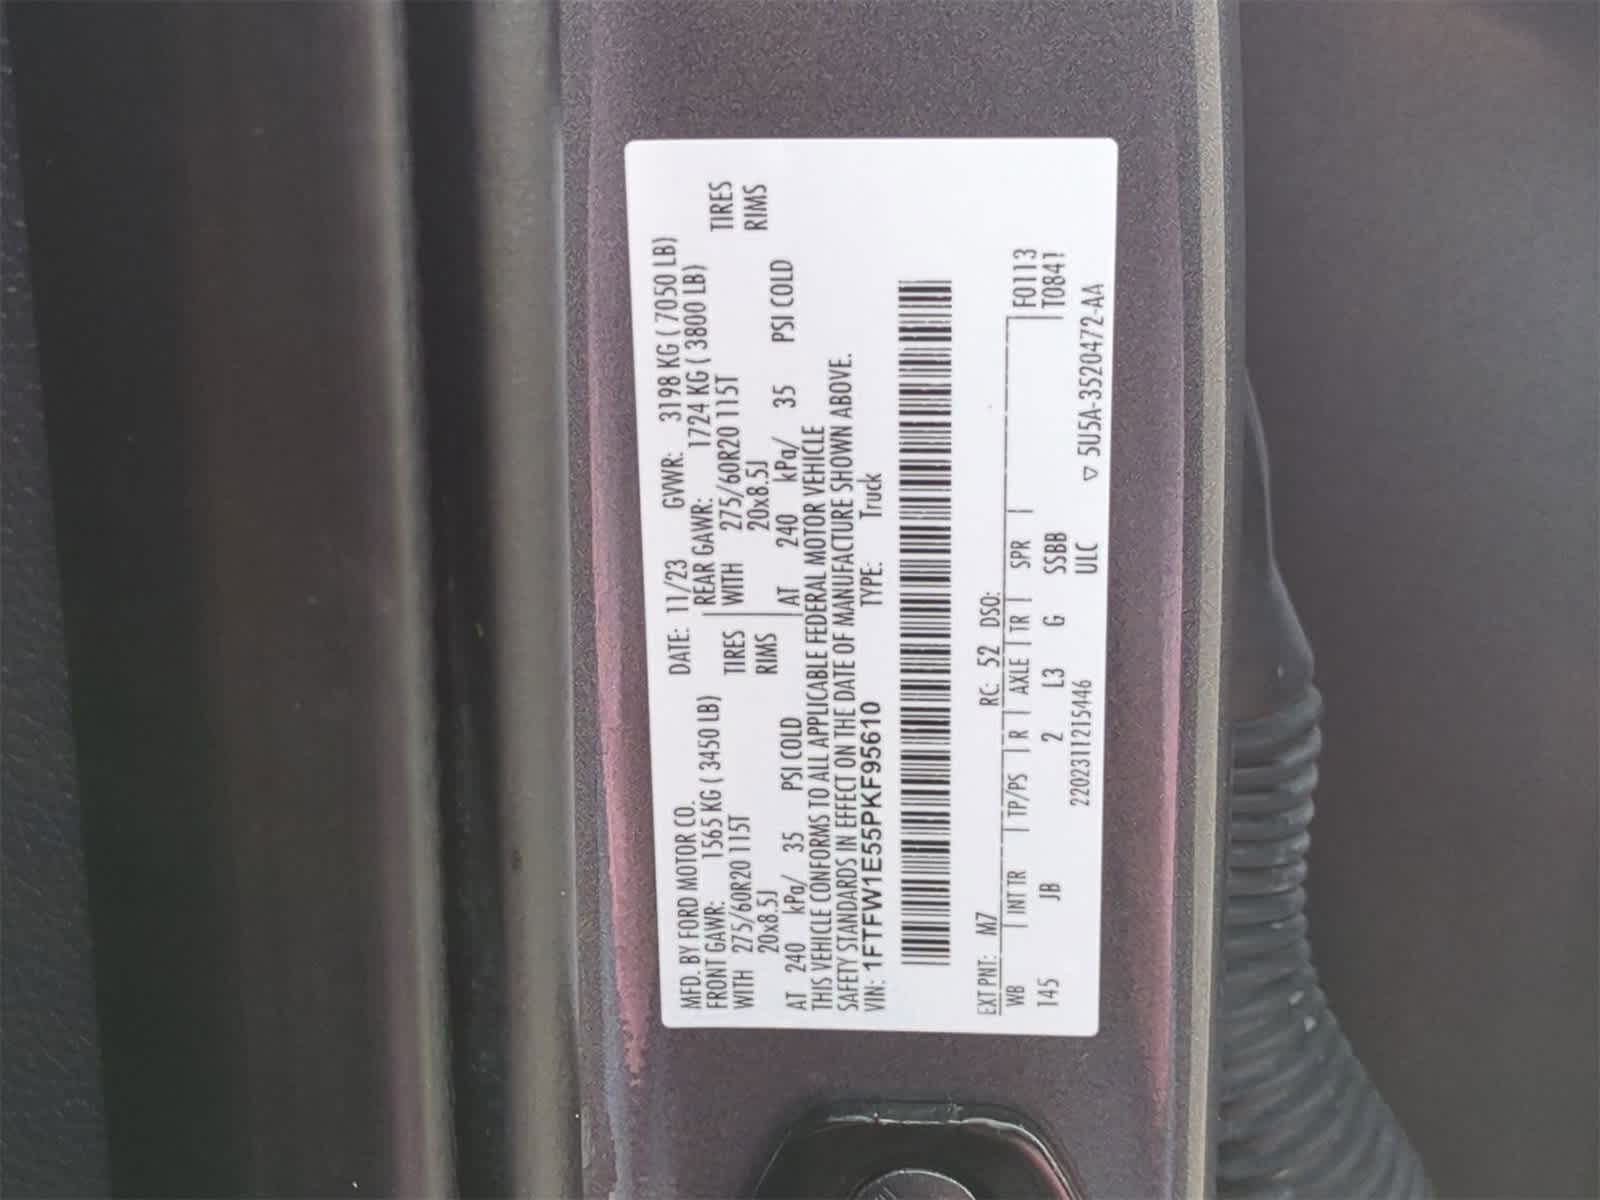 MFD. BY FORD MOTOR CO.
DATE: 11/23 GVWR: 3198 KG ( 7050 LB)
FRONT GAWR: 1565 KG ( 3450 LB) REAR GAWR: 1724 KG ( 3800 LB)
WITH 275/60R20 115T TIRES WITH 275/60R20 115T TIRES
20x8.5J RIMS 20x8.5J RIMS
AT 240 kPa/ 35 PSI COLD AT 240 kPa/ 35 PSI COLD
THIS VEHICLE CONFORMS TO ALL APPLICABLE FEDERAL MOTOR VEHICLE
SAFETY STANDARDS IN EFFECT ON THE DATE OF MANUFACTURE SHOWN ABOVE.
VIN: 1FTFW1E55PKF95610 TYPE: Truck
EXT PNT: M7 RC: 52 DSO:
WB INT TR TP/PS R AXLE TR SPR F0113
145 JB 2 L3 G SSBB T0841
2202311215446 ULC ▽ 5U5A-3520472-AA